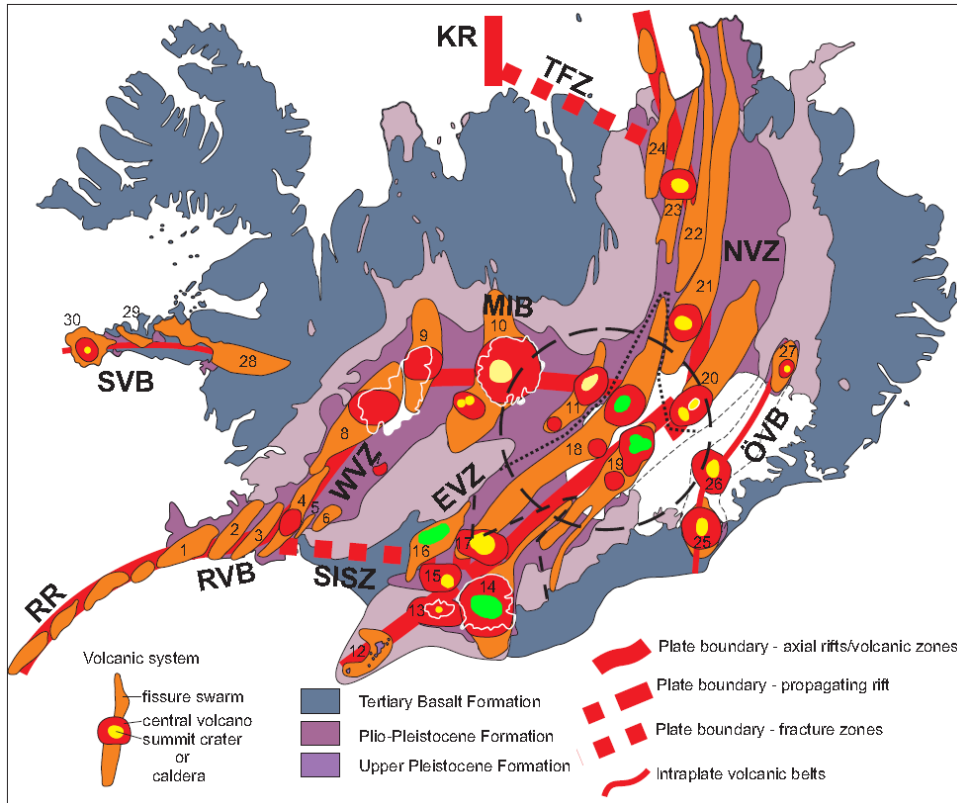 KR
TFZ.
24
23
22
NVZ
21
30
29
28
SVB
MIB
10
9
27
20
ÖVB
11
8
18
19
26
WVZ
EVZ
4
5
6
7
16
17
25
3
2
1
RVB
SISZ
15
14
13
12
RR
Volcanic system
fissure swarm
central volcano
summit crater
or
caldera
Tertiary Basalt Formation
Plio-Pleistocene Formation
Upper Pleistocene Formation
Plate boundary - axial rifts/volcanic zones
Plate boundary - propagating rift
Plate boundary - fracture zones
Intraplate volcanic belts